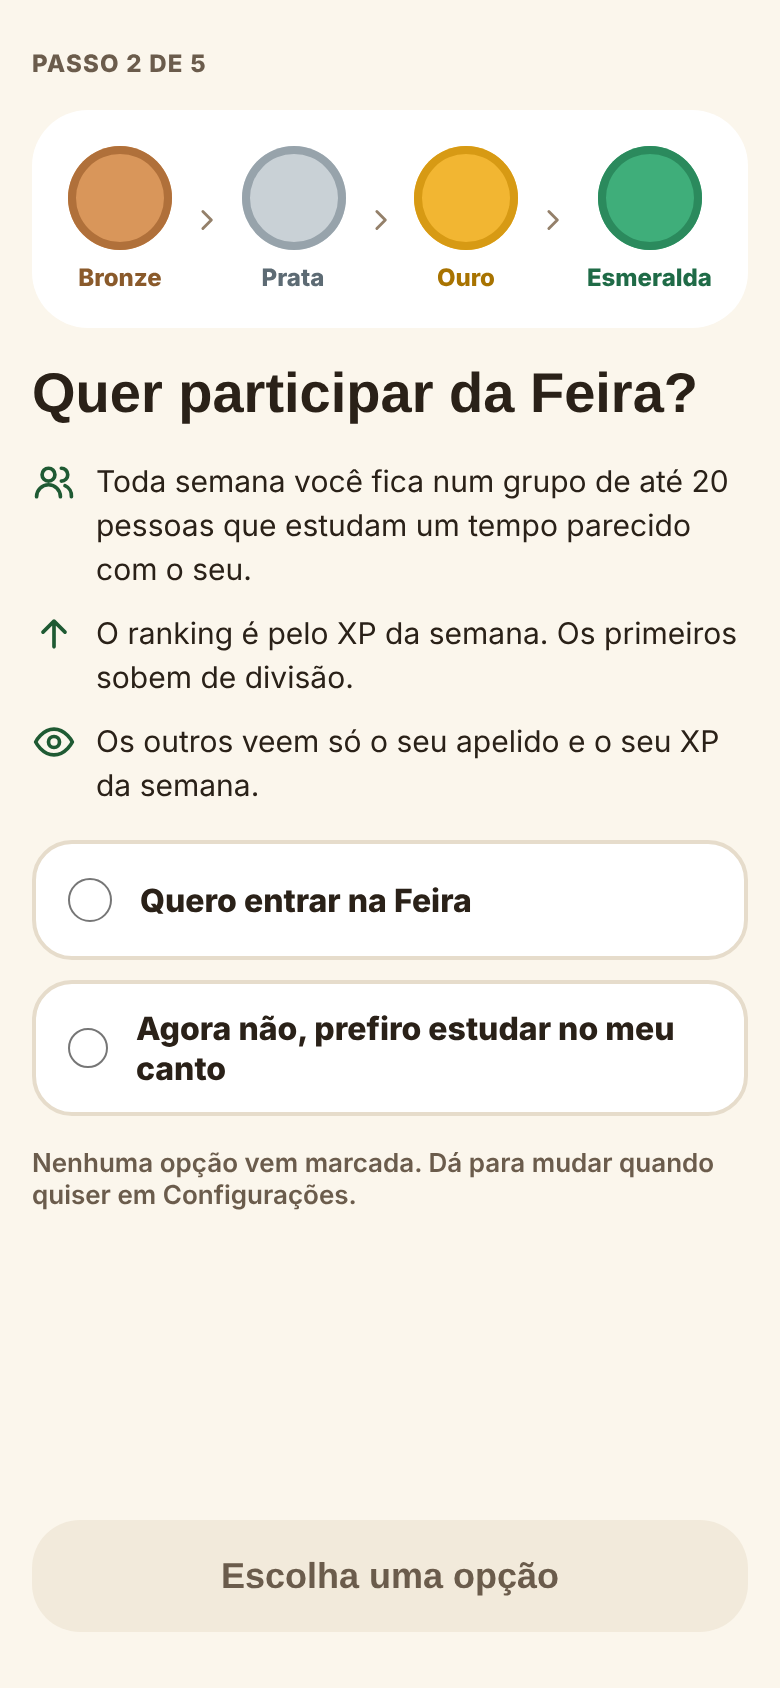 PASSO 2 DE 5
Bronze
Prata
Ouro
Esmeralda
Quer participar da Feira?
Toda semana você fica num grupo de até 20
pessoas que estudam um tempo parecido
com o seu.
O ranking é pelo XP da semana. Os primeiros
sobem de divisão.
Os outros veem só o seu apelido e o seu XP
da semana.
Quero entrar na Feira
Agora não, prefiro estudar no meu
canto
Nenhuma opção vem marcada. Dá para mudar quando
quiser em Configurações.
Escolha uma opção